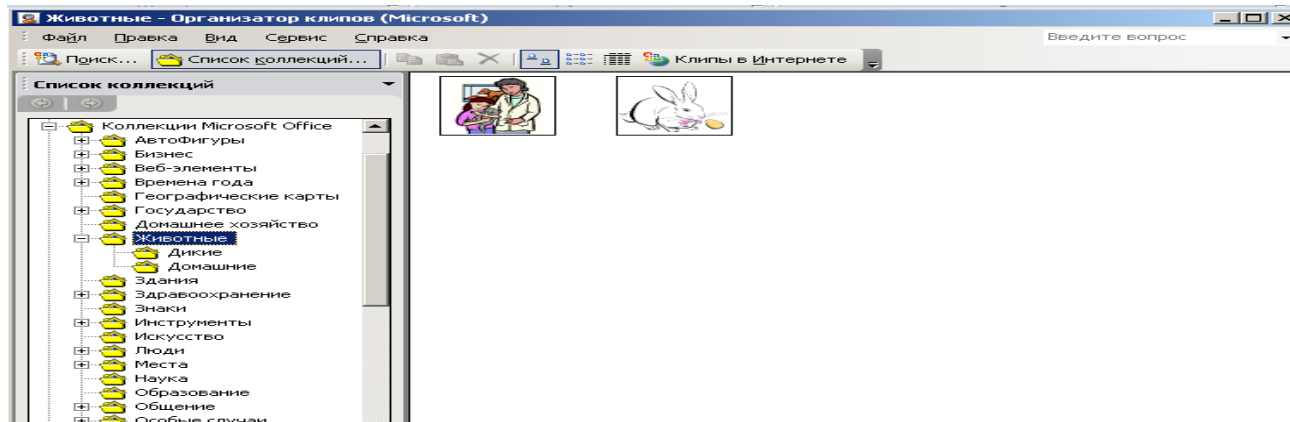 Животные - Организатор клипов (Microsoft)
Файл Правка Вид Сервис Справка Введите вопрос
Поиск... Список коллекций... Клипы в Интернете
Список коллекций
Коллекции Microsoft Office
АвтоФигуры
Бизнес
Веб-элементы
Времена года
Географические карты
Государство
Домашнее хозяйство
Животные
Дикие
Домашние
Здания
Здравоохранение
Знаки
Инструменты
Искусство
Люди
Места
Наука
Образование
Общение
Особые случаи